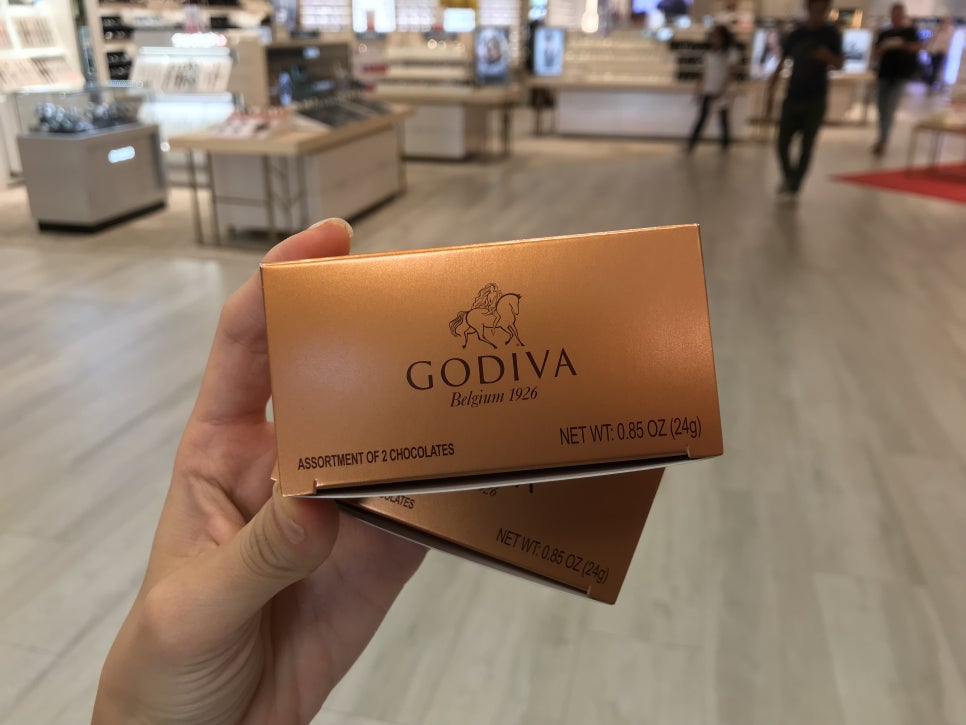 GODIVA
Belgium 1926
NET WT: 0.85 OZ (24g)
ASSORTMENT OF 2 CHOCOLATES
NET WT: 0.85 OZ (24g)